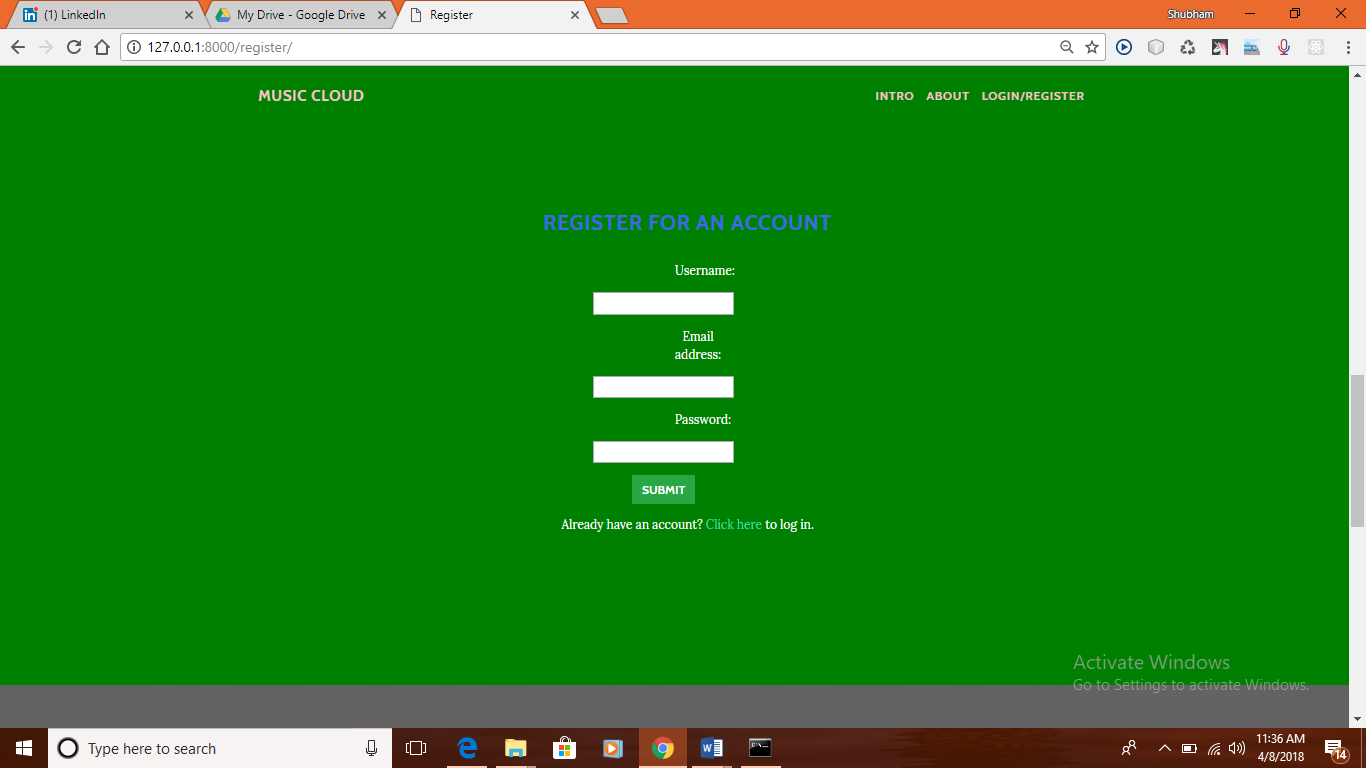 (1) LinkedIn
My Drive - Google Drive
Register
Shubham
127.0.0.1:8000/register/
MUSIC CLOUD
INTRO ABOUT LOGIN/REGISTER
REGISTER FOR AN ACCOUNT
Username:
Email
address:
Password:
SUBMIT
Already have an account? Click here to log in.
Activate Windows
Go to Settings to activate Windows.
Type here to search
11:36 AM
4/8/2018
14